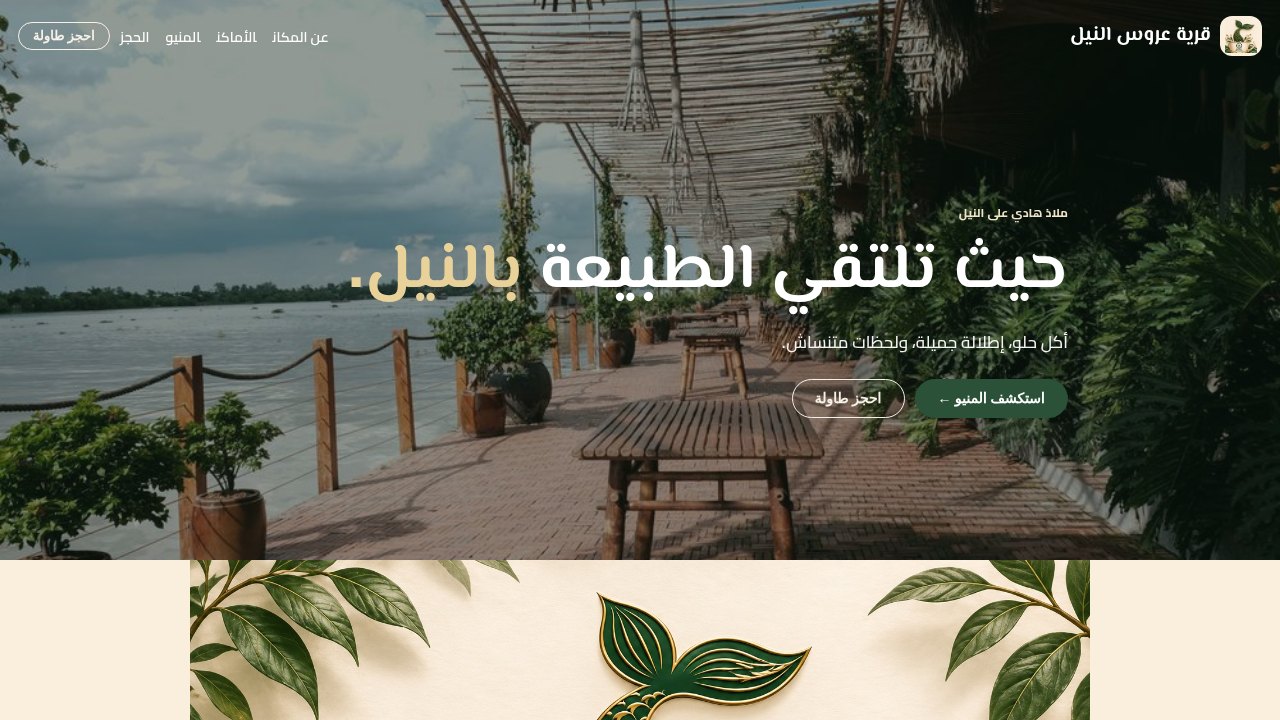 قرية عروس النيل
عن المكان الأماكن المنيو الحجز احجز طاولة
ملاذ هادي على النيل
حيث تلتقي الطبيعة بالنيل.
أكل حلو، إطلالة جميلة، ولحظات متنساش.
استكشف المنيو ←
احجز طاولة